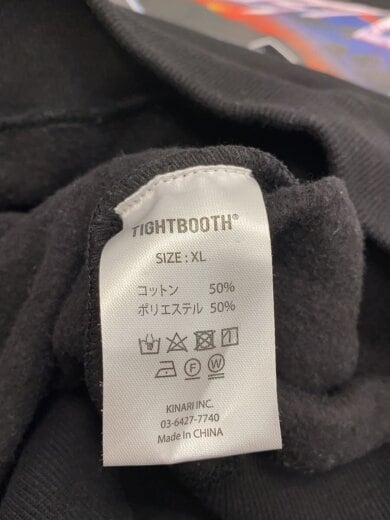 TIGHTBOOTH®
SIZE : XL
コットン 50%
ポリエステル 50%
F W
KINARI INC.
03-6427-7740
Made in CHINA